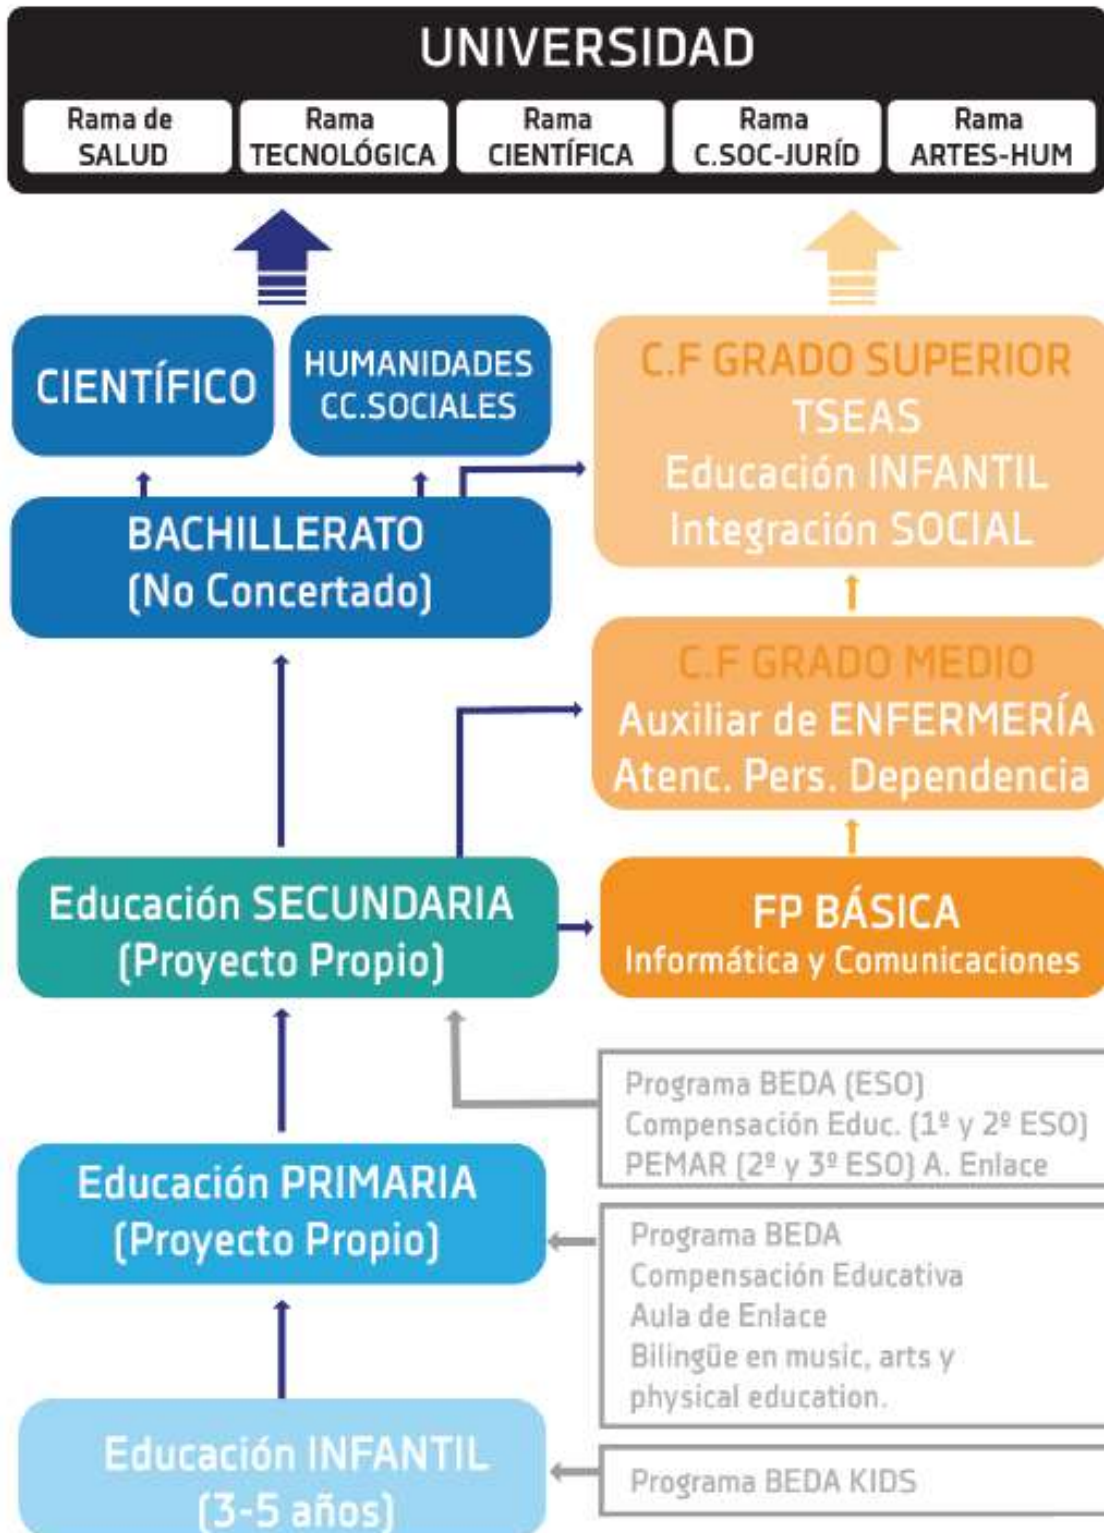 UNIVERSIDAD
Rama de
SALUD
Rama
TECNOLÓGICA
Rama
CIENTÍFICA
Rama
C.SOC-JURÍD
Rama
ARTES-HUM
CIENTÍFICO
HUMANIDADES
CC.SOCIALES
C.F GRADO SUPERIOR
TSEAS
Educación INFANTIL
Integración SOCIAL
BACHILLERATO
(No Concertado)
C.F GRADO MEDIO
Auxiliar de ENFERMERÍA
Atenc. Pers. Dependencia
Educación SECUNDARIA
(Proyecto Propio)
FP BÁSICA
Informática y Comunicaciones
Programa BEDA (ESO)
Compensación Educ. (1º y 2º ESO)
PEMAR (2º y 3º ESO) A. Enlace
Educación PRIMARIA
(Proyecto Propio)
Programa BEDA
Compensación Educativa
Aula de Enlace
Bilingüe en music, arts y
physical education.
Educación INFANTIL
(3-5 años)
Programa BEDA KIDS